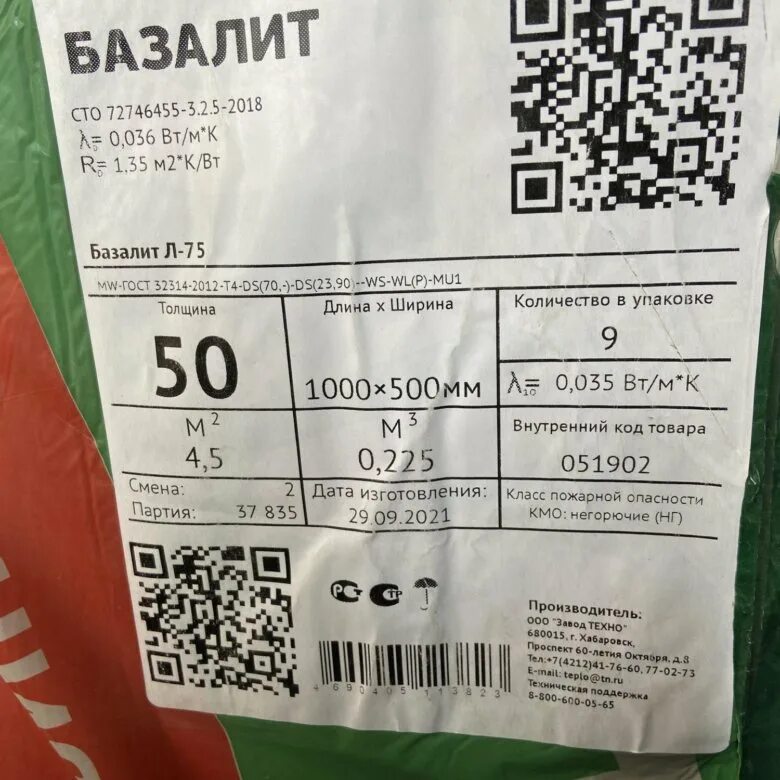 БАЗАЛИТ
СТО 72746455-3.2.5-2018
λD= 0,036 Вт/м*К
RD= 1,35 м2*К/Вт
Базалит Л-75
MW-ГОСТ 32314-2012-T4-DS(70,-)-DS(23,90)--WS-WL(P)-MU1
Толщина
50
Длина х Ширина
1000×500мм
Количество в упаковке
9
λ10= 0,035 Вт/м*К
М2
4,5
М3
0,225
Внутренний код товара
051902
Смена: 2
Партия: 37 835
Дата изготовления:
29.09.2021
Класс пожарной опасности
КМ0: негорючие (НГ)
Производитель:
ООО "Завод ТЕХНО"
680015, г. Хабаровск,
Проспект 60-летия Октября, д.8
Тел:+7(4212)41-76-60, 77-02-73
E-mail: teplo@tn.ru
Техническая поддержка
8-800-600-05-65
4690405113823